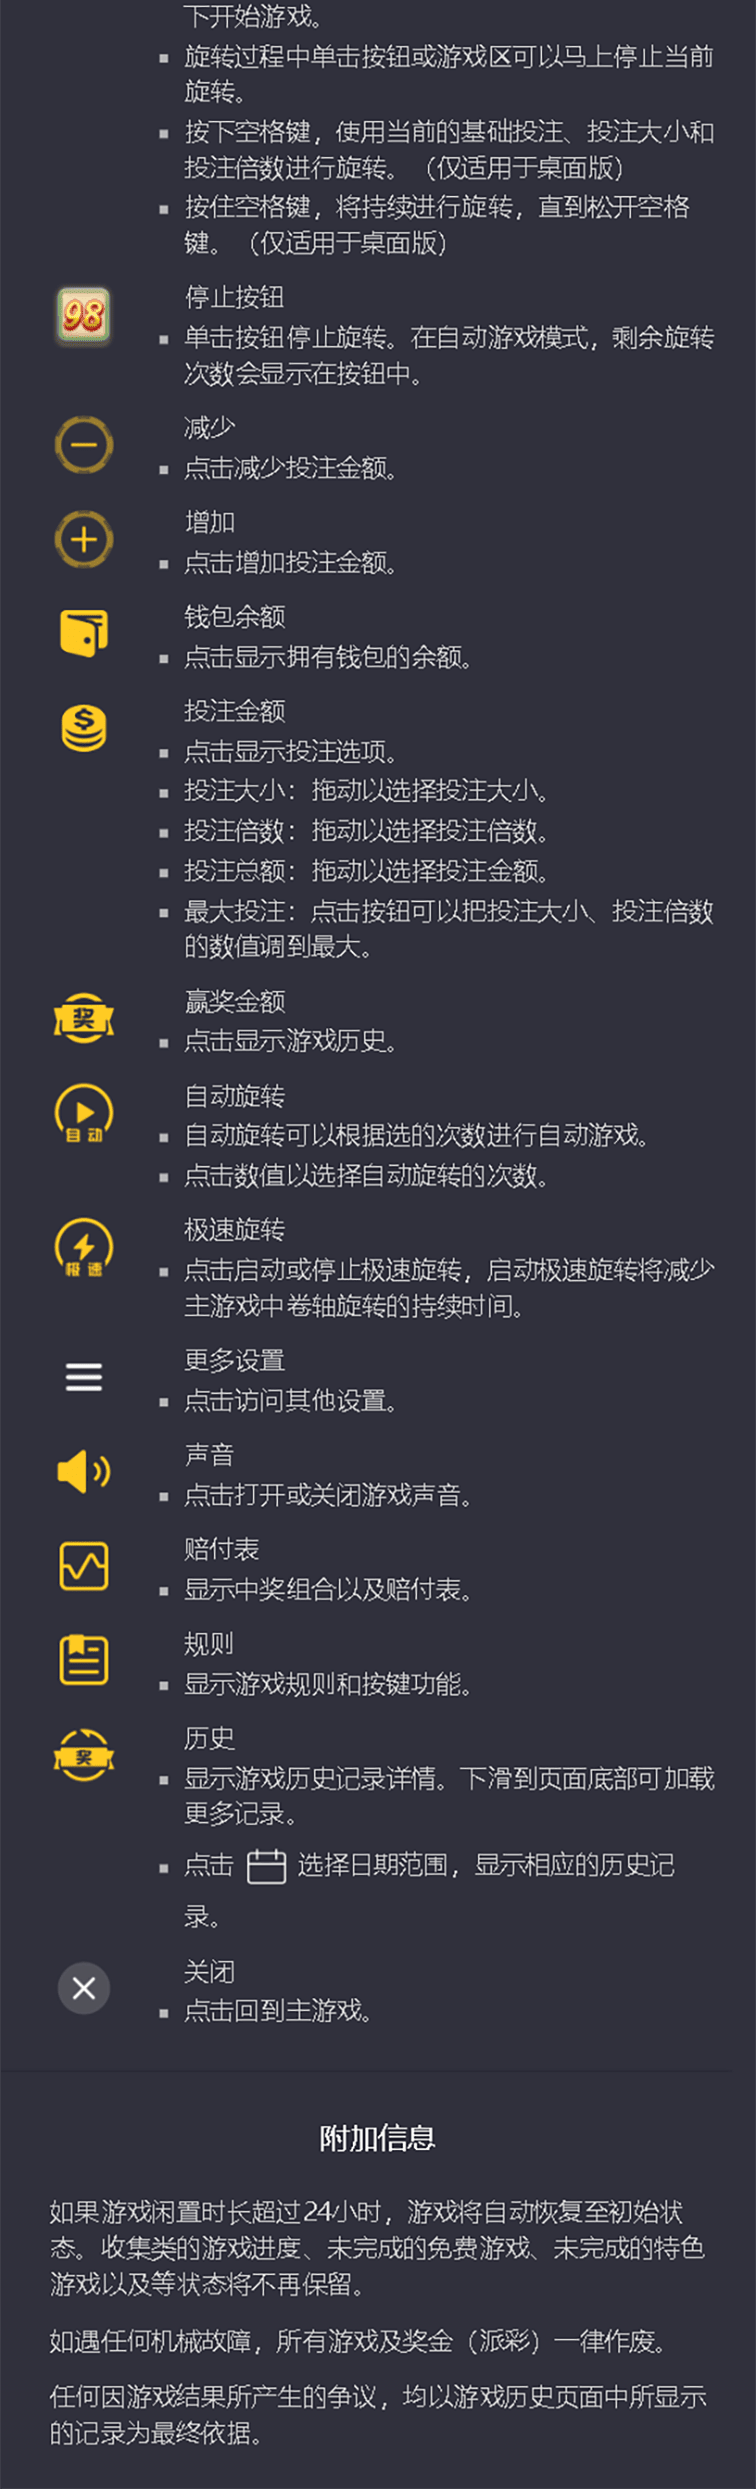 下开始游戏。
旋转过程中单击按钮或游戏区可以马上停止当前
旋转。
按下空格键，使用当前的基础投注、投注大小和
投注倍数进行旋转。（仅适用于桌面版）
按住空格键，将持续进行旋转，直到松开空格
键。（仅适用于桌面版）
98
停止按钮
单击按钮停止旋转。在自动游戏模式，剩余旋转
次数会显示在按钮中。
减少
点击减少投注金额。
增加
点击增加投注金额。
钱包余额
点击显示拥有钱包的余额。
投注金额
点击显示投注选项。
投注大小：拖动以选择投注大小。
投注倍数：拖动以选择投注倍数。
投注总额：拖动以选择投注金额。
最大投注：点击按钮可以把投注大小、投注倍数
的数值调到最大。
奖
赢奖金额
点击显示游戏历史。
自动
自动旋转
自动旋转可以根据选的次数进行自动游戏。
点击数值以选择自动旋转的次数。
极速
极速旋转
点击启动或停止极速旋转，启动极速旋转将减少
主游戏中卷轴旋转的持续时间。
更多设置
点击访问其他设置。
声音
点击打开或关闭游戏声音。
赔付表
显示中奖组合以及赔付表。
规则
显示游戏规则和按键功能。
奖
历史
显示游戏历史记录详情。下滑到页面底部可加载
更多记录。
点击 选择日期范围，显示相应的历史记
录。
关闭
点击回到主游戏。
附加信息
如果游戏闲置时长超过24小时，游戏将自动恢复至初始状
态。收集类的游戏进度、未完成的免费游戏、未完成的特色
游戏以及等状态将不再保留。
如遇任何机械故障，所有游戏及奖金（派彩）一律作废。
任何因游戏结果所产生的争议，均以游戏历史页面中所显示
的记录为最终依据。